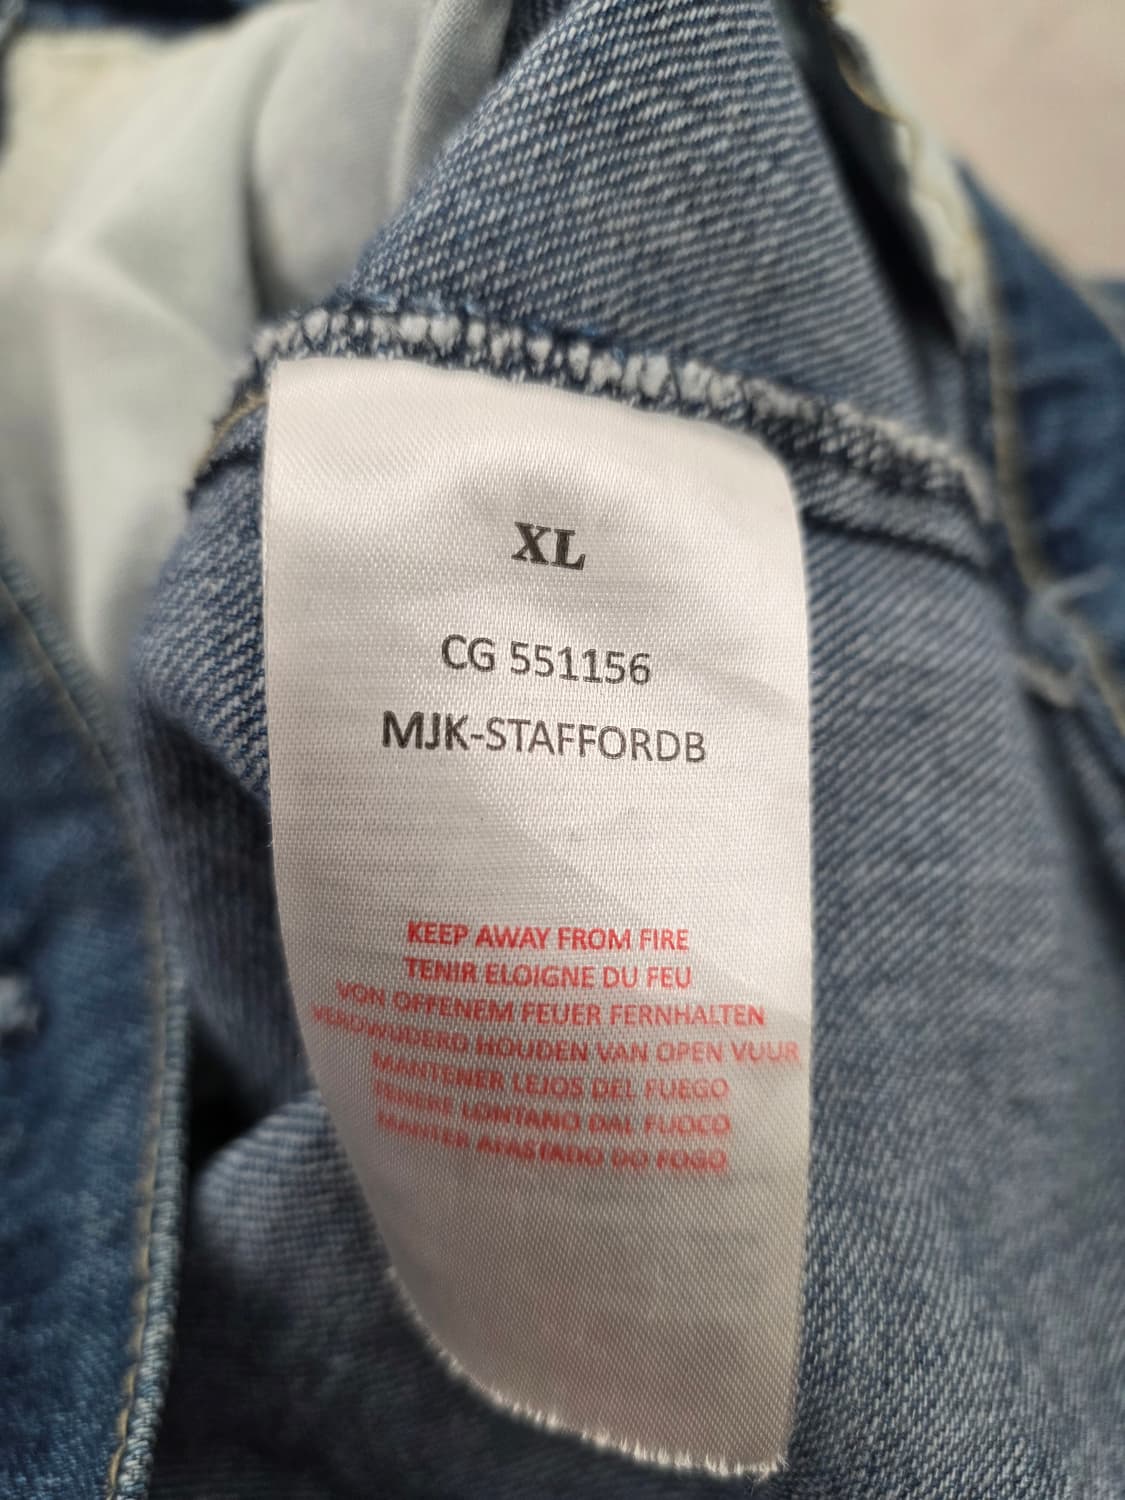 XL
CG 551156
MJK-STAFFORDB
KEEP AWAY FROM FIRE
TENIR ELOIGNE DU FEU
VON OFFENEM FEUER FERNHALTEN
VERDWIJDERD HOUDEN VAN OPEN VUUR
MANTENER LEJOS DEL FUEGO
TENERE LONTANO DAL FUOCO
MANTER AFASTADO DO FOGO